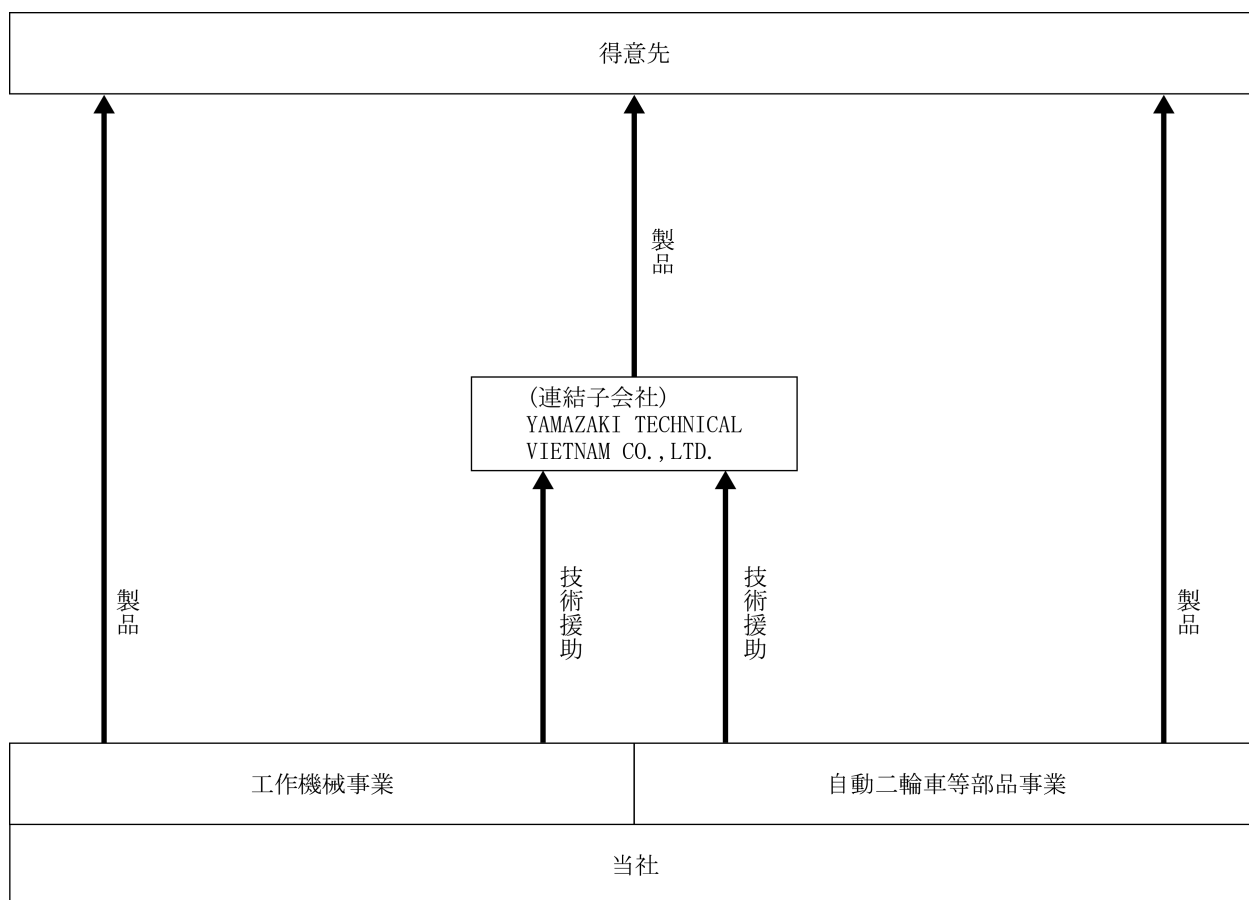 得意先
製品
(連結子会社)
YAMAZAKI TECHNICAL
VIETNAM CO.,LTD.
技術援助
技術援助
製品
製品
工作機械事業
自動二輪車等部品事業
当社